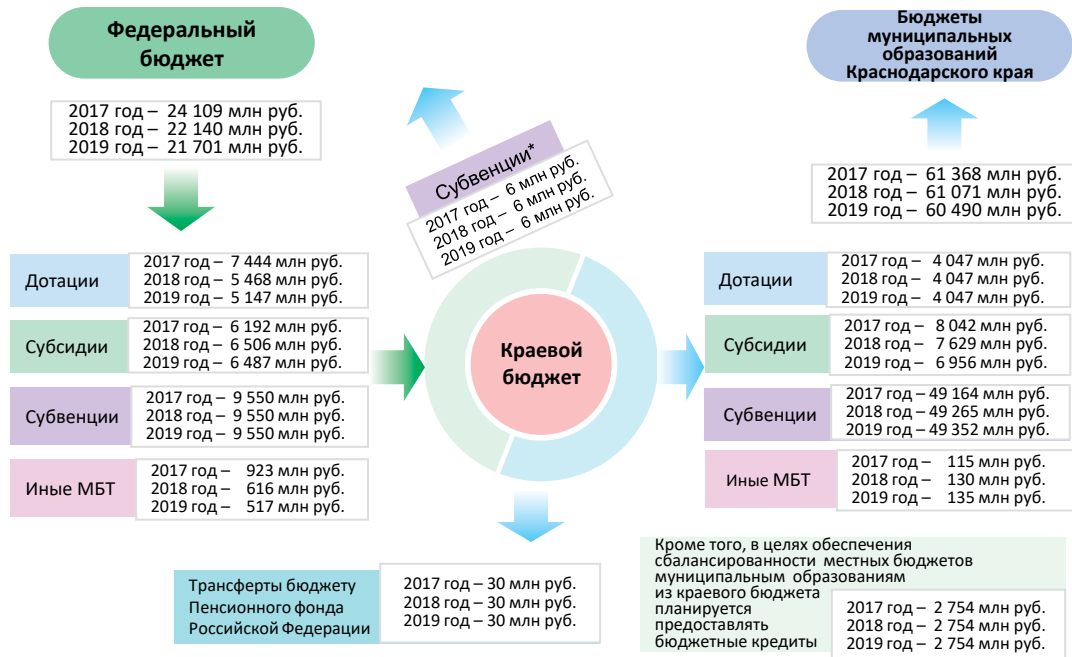 Федеральный
бюджет
2017 год – 24 109 млн руб.
2018 год – 22 140 млн руб.
2019 год – 21 701 млн руб.
Дотации
2017 год – 7 444 млн руб.
2018 год – 5 468 млн руб.
2019 год – 5 147 млн руб.
Субсидии
2017 год – 6 192 млн руб.
2018 год – 6 506 млн руб.
2019 год – 6 487 млн руб.
Субвенции
2017 год – 9 550 млн руб.
2018 год – 9 550 млн руб.
2019 год – 9 550 млн руб.
Иные МБТ
2017 год – 923 млн руб.
2018 год – 616 млн руб.
2019 год – 517 млн руб.
Субвенции*
2017 год – 6 млн руб.
2018 год – 6 млн руб.
2019 год – 6 млн руб.
Краевой
бюджет
Трансферты бюджету
Пенсионного фонда
Российской Федерации
2017 год – 30 млн руб.
2018 год – 30 млн руб.
2019 год – 30 млн руб.
Бюджеты
муниципальных
образований
Краснодарского края
2017 год – 61 368 млн руб.
2018 год – 61 071 млн руб.
2019 год – 60 490 млн руб.
Дотации
2017 год – 4 047 млн руб.
2018 год – 4 047 млн руб.
2019 год – 4 047 млн руб.
Субсидии
2017 год – 8 042 млн руб.
2018 год – 7 629 млн руб.
2019 год – 6 956 млн руб.
Субвенции
2017 год – 49 164 млн руб.
2018 год – 49 265 млн руб.
2019 год – 49 352 млн руб.
Иные МБТ
2017 год – 115 млн руб.
2018 год – 130 млн руб.
2019 год – 135 млн руб.
Кроме того, в целях обеспечения
сбалансированности местных бюджетов
муниципальным образованиям
из краевого бюджета
планируется
предоставлять
бюджетные кредиты
2017 год – 2 754 млн руб.
2018 год – 2 754 млн руб.
2019 год – 2 754 млн руб.